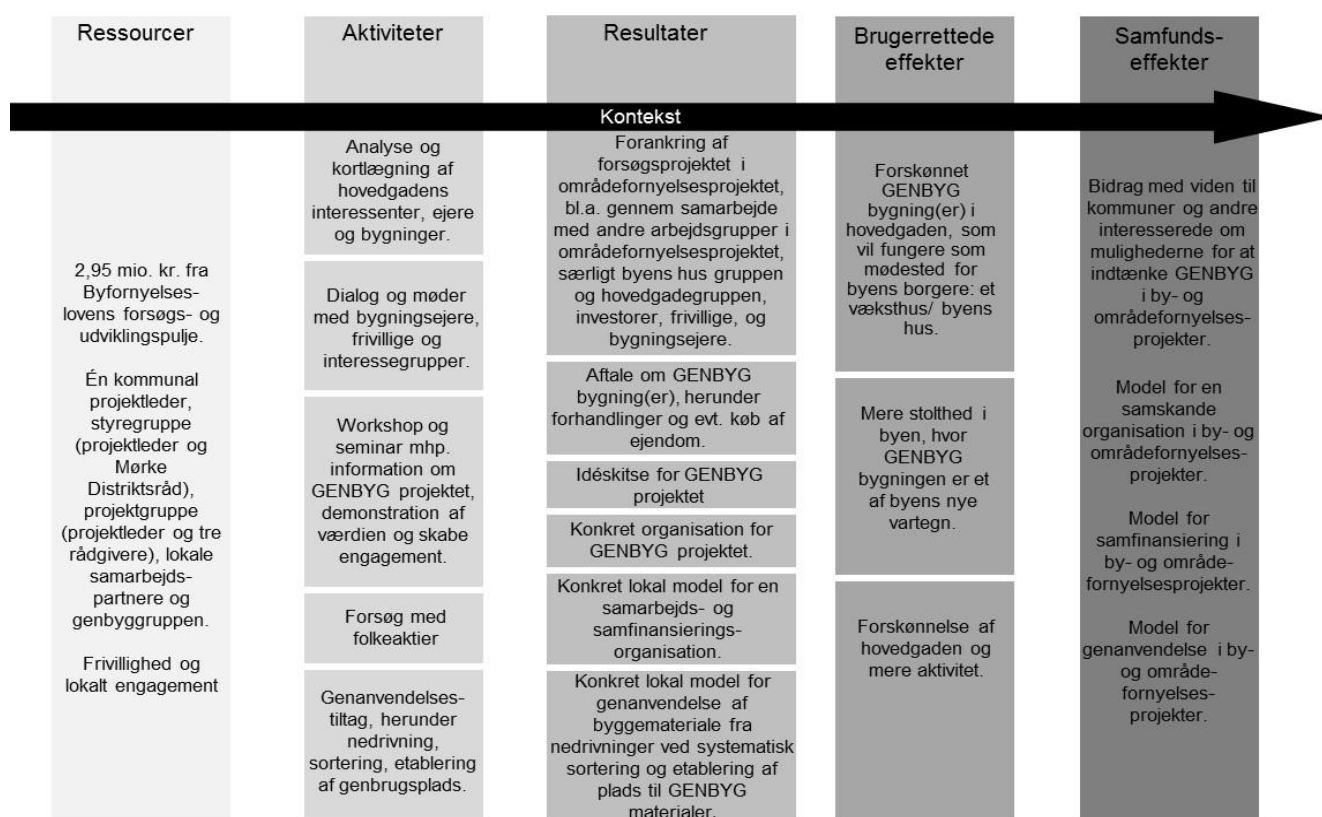 Ressourcer
Aktiviteter
Resultater
Brugerrettede
effekter
Samfunds-
effekter
Kontekst
2,95 mio. kr. fra
Byfornyelses-
lovens forsøgs- og
udviklingspulje.
Én kommunal
projektleder,
styregruppe
(projektleder og
Mørke
Distriktsråd),
projektgruppe
(projektleder og tre
rådgivere), lokale
samarbejds-
partnere og
genbyggruppen.
Frivillighed og
lokalt engagement
Analyse og
kortlægning af
hovedgadens
interessenter, ejere
og bygninger.
Dialog og møder
med bygningsejere,
frivillige og
interessegrupper.
Workshop og
seminar mhp.
information om
GENBYG projektet,
demonstration af
værdien og skabe
engagement.
Forsøg med
folkeaktier
Genanvendelses-
tiltag, herunder
nedrivning,
sortering, etablering
af genbrugsplads.
Forankring af
forsøgsprojektet i
områdefornyelsesprojektet,
bl.a. gennem samarbejde
med andre arbejdsgrupper i
områdefornyelsesprojektet,
særligt byens hus gruppen
og hovedgadegruppen,
investorer, frivillige, og
bygningsejere.
Aftale om GENBYG
bygning(er), herunder
forhandlinger og evt. køb af
ejendom.
Idéskitse for GENBYG
projektet
Konkret organisation for
GENBYG projektet.
Konkret lokal model for en
samarbejds- og
samfinansierings-
organisation.
Konkret lokal model for
genanvendelse af
byggemateriale fra
nedrivninger ved systematisk
sortering og etablering af
plads til GENBYG
materialer.
Forskønnet
GENBYG
bygning(er) i
hovedgaden, som
vil fungere som
mødested for
byens borgere: et
væksthus/ byens
hus.
Mere stolthed i
byen, hvor
GENBYG
bygningen er et
af byens nye
vartegn.
Forskønnelse af
hovedgaden og
mere aktivitet.
Bidrag med viden til
kommuner og andre
interesserede om
mulighederne for at
indtænke GENBYG
i by- og
områdefornyelses-
projekter.
Model for en
samskande
organisation i by- og
områdefornyelses-
projekter.
Model for
samfinansiering i
by- og område-
fornyelsesprojekter.
Model for
genanvendelse i by-
og område-
fornyelses-
projekter.